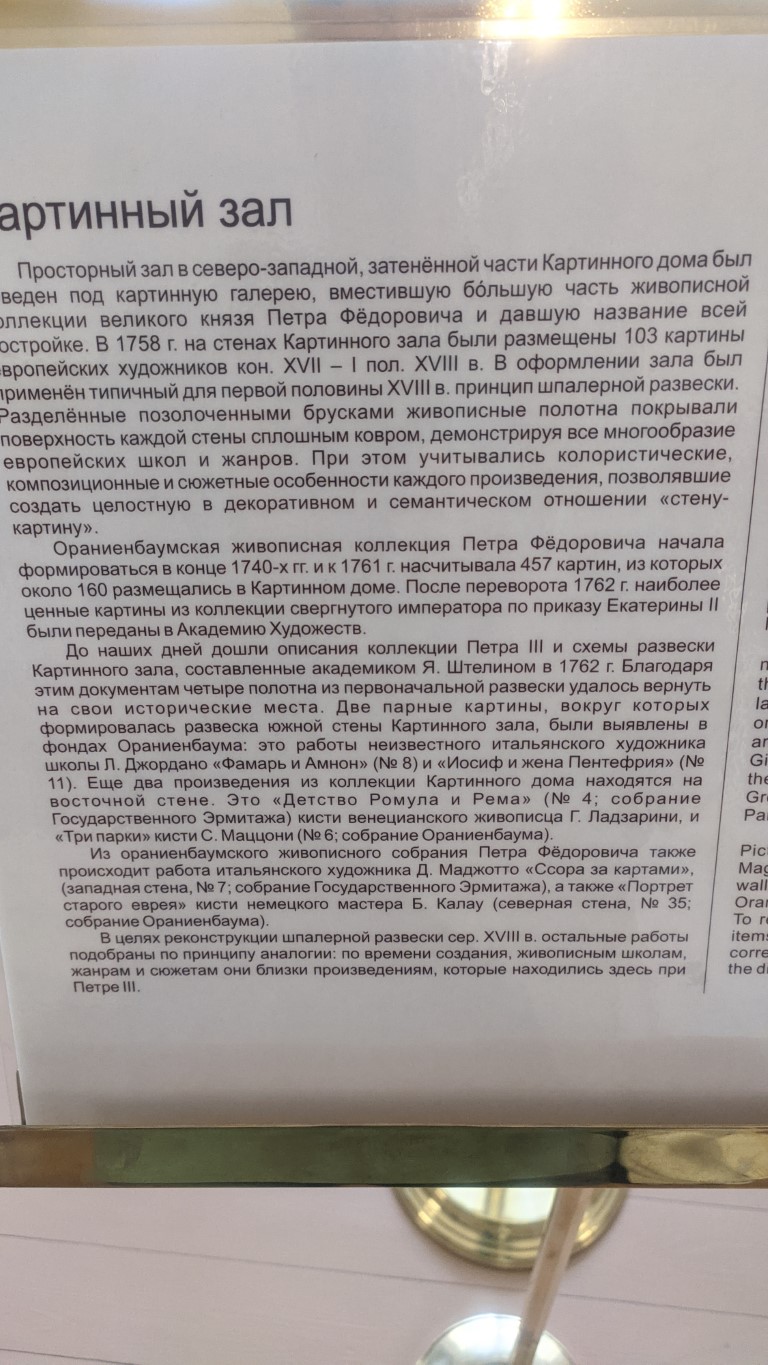 артинный зал
Просторный зал в северо-западной, затенённой части Картинного дома был
веден под картинную галерею, вместившую бо́льшую часть живописной
оллекции великого князя Петра Фёдоровича и давшую название всей
остройке. В 1758 г. на стенах Картинного зала были размещены 103 картины
европейских художников кон. XVII – I пол. XVIII в. В оформлении зала был
применён типичный для первой половины XVIII в. принцип шпалерной развески.
Разделённые позолоченными брусками живописные полотна покрывали
поверхность каждой стены сплошным ковром, демонстрируя все многообразие
европейских школ и жанров. При этом учитывались колористические,
композиционные и сюжетные особенности каждого произведения, позволявшие
создать целостную в декоративном и семантическом отношении «стену-
картину».
Ораниенбаумская живописная коллекция Петра Фёдоровича начала
формироваться в конце 1740-х гг. и к 1761 г. насчитывала 457 картин, из которых
около 160 размещались в Картинном доме. После переворота 1762 г. наиболее
ценные картины из коллекции свергнутого императора по приказу Екатерины II
были переданы в Академию Художеств.
До наших дней дошли описания коллекции Петра III и схемы развески
Картинного зала, составленные академиком Я. Штелином в 1762 г. Благодаря
этим документам четыре полотна из первоначальной развески удалось вернуть
на свои исторические места. Две парные картины, вокруг которых
формировалась развеска южной стены Картинного зала, были выявлены в
фондах Ораниенбаума: это работы неизвестного итальянского художника
школы Л. Джордано «Фамарь и Амнон» (№ 8) и «Иосиф и жена Пентефрия» (№
11). Еще два произведения из коллекции Картинного дома находятся на
восточной стене. Это «Детство Ромула и Рема» (№ 4; собрание
Государственного Эрмитажа) кисти венецианского живописца Г. Ладзарини, и
«Три парки» кисти С. Маццони (№ 6; собрание Ораниенбаума).
Из ораниенбаумского живописного собрания Петра Фёдоровича также
происходит работа итальянского художника Д. Маджотто «Ссора за картами»,
(западная стена, № 7; собрание Государственного Эрмитажа), а также «Портрет
старого еврея» кисти немецкого мастера Б. Калау (северная стена, № 35;
собрание Ораниенбаума).
В целях реконструкции шпалерной развески сер. XVIII в. остальные работы
подобраны по принципу аналогии: по времени создания, живописным школам,
жанрам и сюжетам они близки произведениям, которые находились здесь при
Петре III.
Pict
Mag
wall
Oran
To re
items
corre
the di